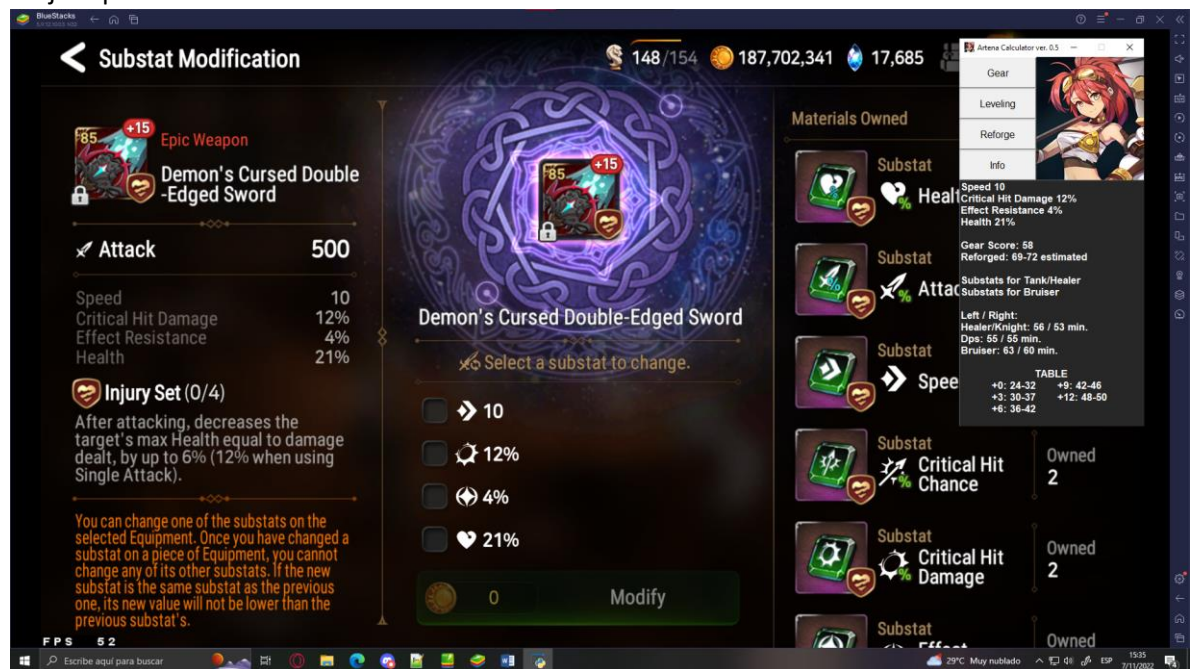 BlueStacks
Substat Modification
148/154
187,702,341
17,685
Artena Calculator ver. 0.5
Gear
Leveling
Reforge
Info
Speed 10
Critical Hit Damage 12%
Effect Resistance 4%
Health 21%
Gear Score: 58
Reforged: 69-72 estimated
Substats for Tank/Healer
Substats for Bruiser
Left / Right:
Healer/Knight: 56 / 53 min.
Dps: 55 / 55 min.
Bruiser: 63 / 60 min.
TABLE
+0: 24-32 +9: 42-46
+3: 30-37 +12: 48-50
+6: 36-42
85 +15
Epic Weapon
Demon's Cursed Double
-Edged Sword
Attack 500
Speed 10
Critical Hit Damage 12%
Effect Resistance 4%
Health 21%
Injury Set (0/4)
After attacking, decreases the
target's max Health equal to damage
dealt, by up to 6% (12% when using
Single Attack).
You can change one of the substats on the
selected Equipment. Once you have changed a
substat on a piece of Equipment, you cannot
change any of its other substats. If the new
substat is the same substat as the previous
one, its new value will not be lower than the
previous substat's.
85 +15
Demon's Cursed Double-Edged Sword
Select a substat to change.
10
12%
4%
21%
0 Modify
Materials Owned
Substat
% Healt
Substat
% Attac
Substat
Spee
Substat
% Critical Hit
Chance
Owned
2
Substat
% Critical Hit
Damage
Owned
2
Substat
Owned
FPS 52
Escribe aquí para buscar
29°C Muy nublado
ESP
15:35
7/11/2022